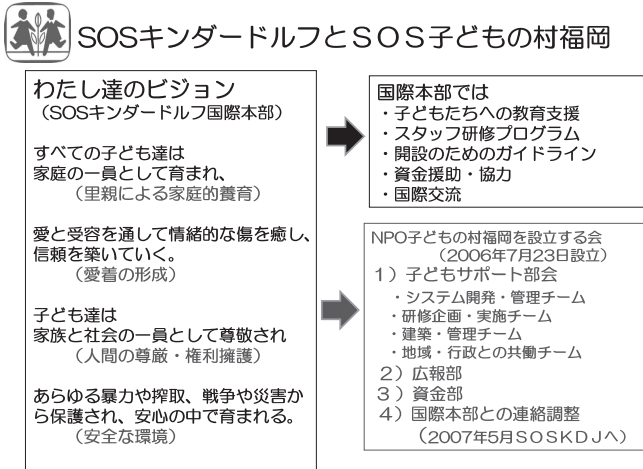 SOSキンダードルフとＳＯＳ子どもの村福岡
わたし達のビジョン
（SOSキンダードルフ国際本部）
すべての子ども達は
家庭の一員として育まれ、
（里親による家庭的養育）
愛と受容を通して情緒的な傷を癒し、
信頼を築いていく。
（愛着の形成）
子ども達は
家族と社会の一員として尊敬され
（人間の尊厳・権利擁護）
あらゆる暴力や搾取、戦争や災害か
ら保護され、安心の中で育まれる。
（安全な環境）
国際本部では
・子どもたちへの教育支援
・スタッフ研修プログラム
・開設のためのガイドライン
・資金援助・協力
・国際交流
NPO子どもの村福岡を設立する会
（2006年7月23日設立）
１）子どもサポート部会
・システム開発・管理チーム
・研修企画・実施チーム
・建築・管理チーム
・地域・行政との共働チーム
２）広報部
３）資金部
４）国際本部との連絡調整
（2007年5月ＳＯＳＫＤＪへ）